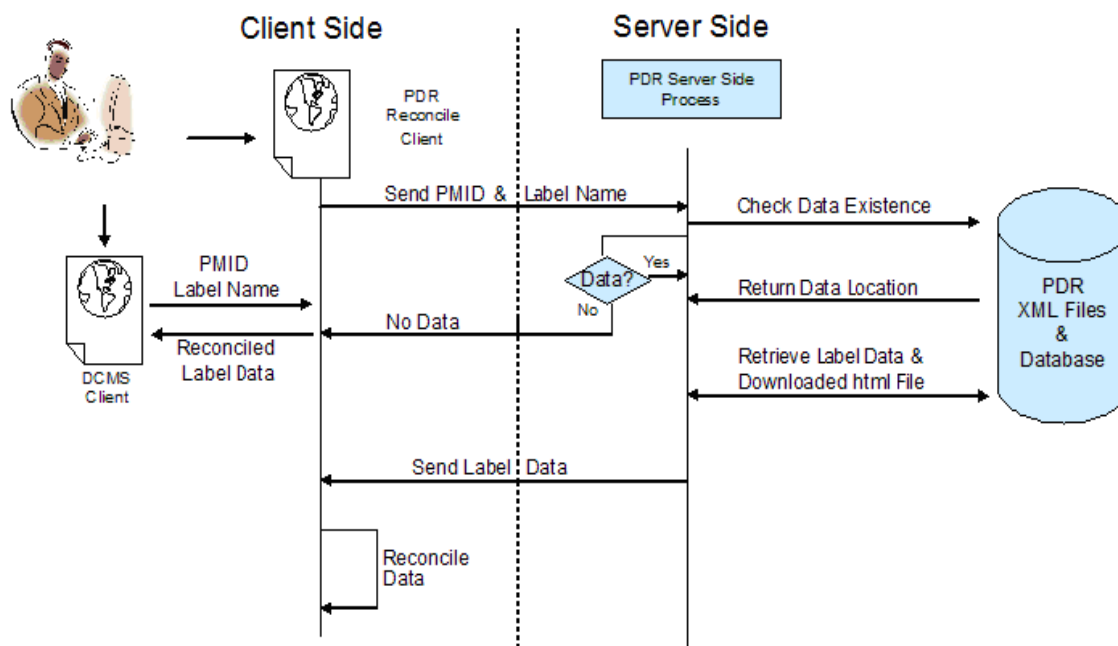 Client Side
Server Side
PDR
Reconcile
Client
PDR Server Side
Process
Send PMID & Label Name
Check Data Existence
PMID
Label Name
Data?
Yes
No
Return Data Location
No Data
Reconciled
Label Data
DCMS
Client
PDR
XML Files
&
Database
Retrieve Label Data &
Downloaded html File
Send Label Data
Reconcile
Data